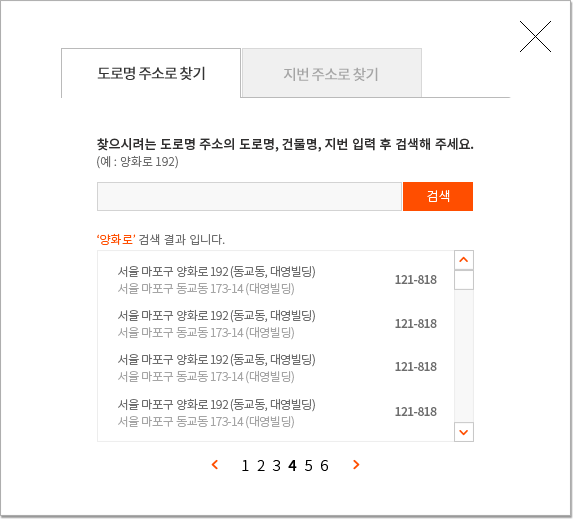 도로명 주소로 찾기
지번 주소로 찾기
찾으시려는 도로명 주소의 도로명, 건물명, 지번 입력 후 검색해 주세요.
(예 : 양화로 192)
검색
‘양화로’ 검색 결과 입니다.
서울 마포구 양화로 192 (동교동, 대영빌딩)
서울 마포구 동교동 173-14 (대영빌딩)
121-818
서울 마포구 양화로 192 (동교동, 대영빌딩)
서울 마포구 동교동 173-14 (대영빌딩)
121-818
서울 마포구 양화로 192 (동교동, 대영빌딩)
서울 마포구 동교동 173-14 (대영빌딩)
121-818
서울 마포구 양화로 192 (동교동, 대영빌딩)
서울 마포구 동교동 173-14 (대영빌딩)
121-818
1 2 3 4 5 6